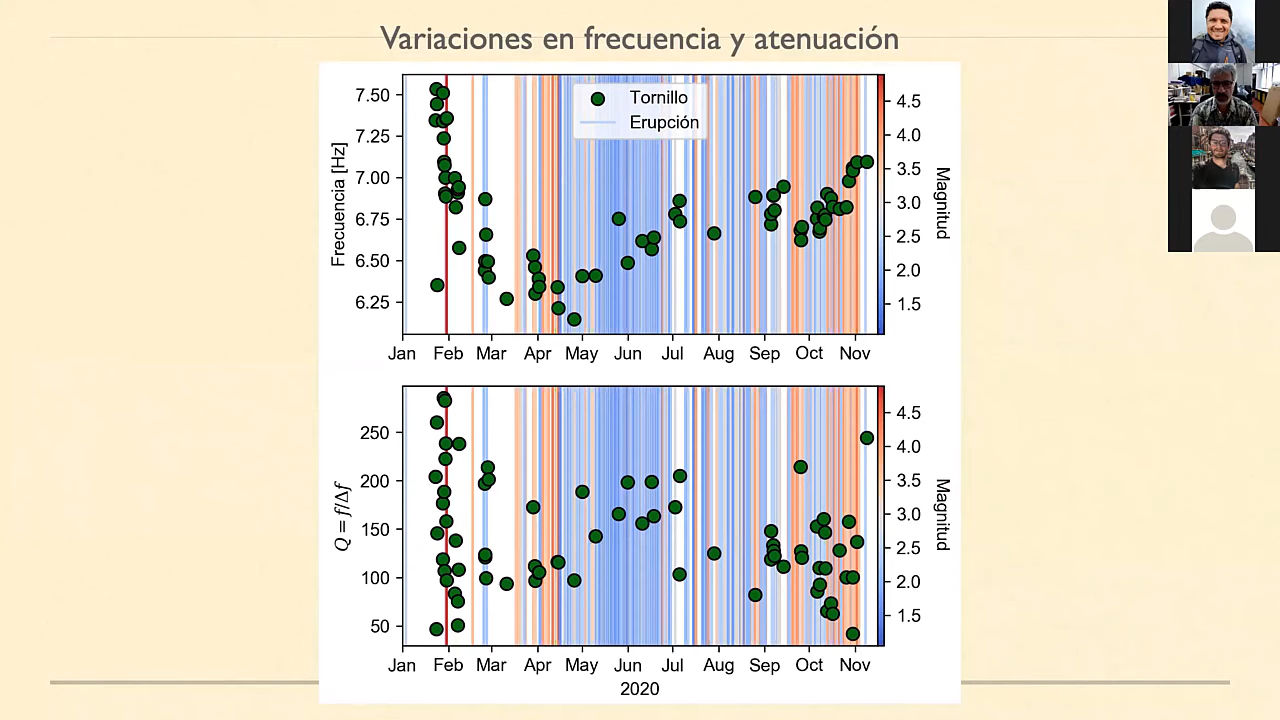 Variaciones en frecuencia y atenuación
Tornillo
Erupción
Frecuencia [Hz]
7.50
7.25
7.00
6.75
6.50
6.25
Jan Feb Mar Apr May Jun Jul Aug Sep Oct Nov
4.5
4.0
3.5
3.0
2.5
2.0
1.5
Magnitud
Q = f/Δf
250
200
150
100
50
Jan Feb Mar Apr May Jun Jul Aug Sep Oct Nov
2020
4.5
4.0
3.5
3.0
2.5
2.0
1.5
Magnitud